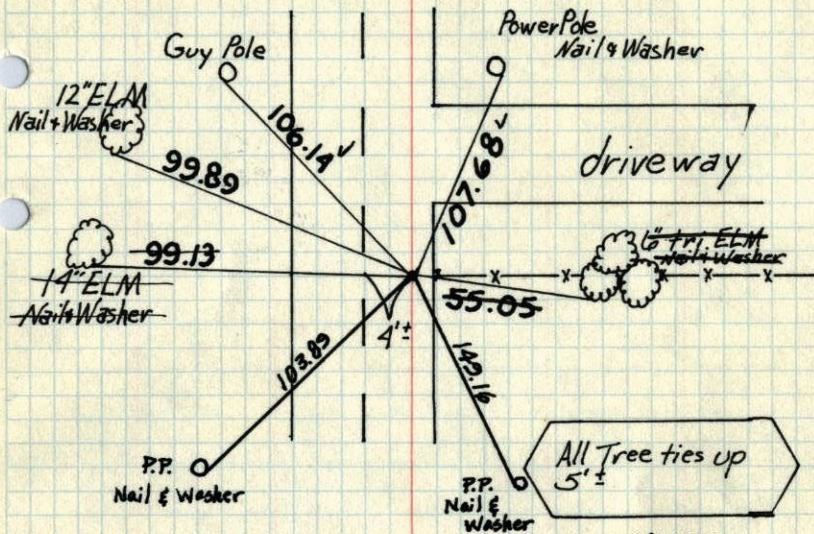 Guy Pole
Power Pole
Nail & Washer
12" ELM
Nail & Washer
106.14 ✓
107.68 ✓
driveway
99.89
99.13
6" tri. ELM
Nail & Washer
14" ELM
Nail & Washer
x x x x x
55.05
4'±
103.89
149.16
All Tree ties up
5'±
P.P.
Nail & Washer
P.P.
Nail &
Washer